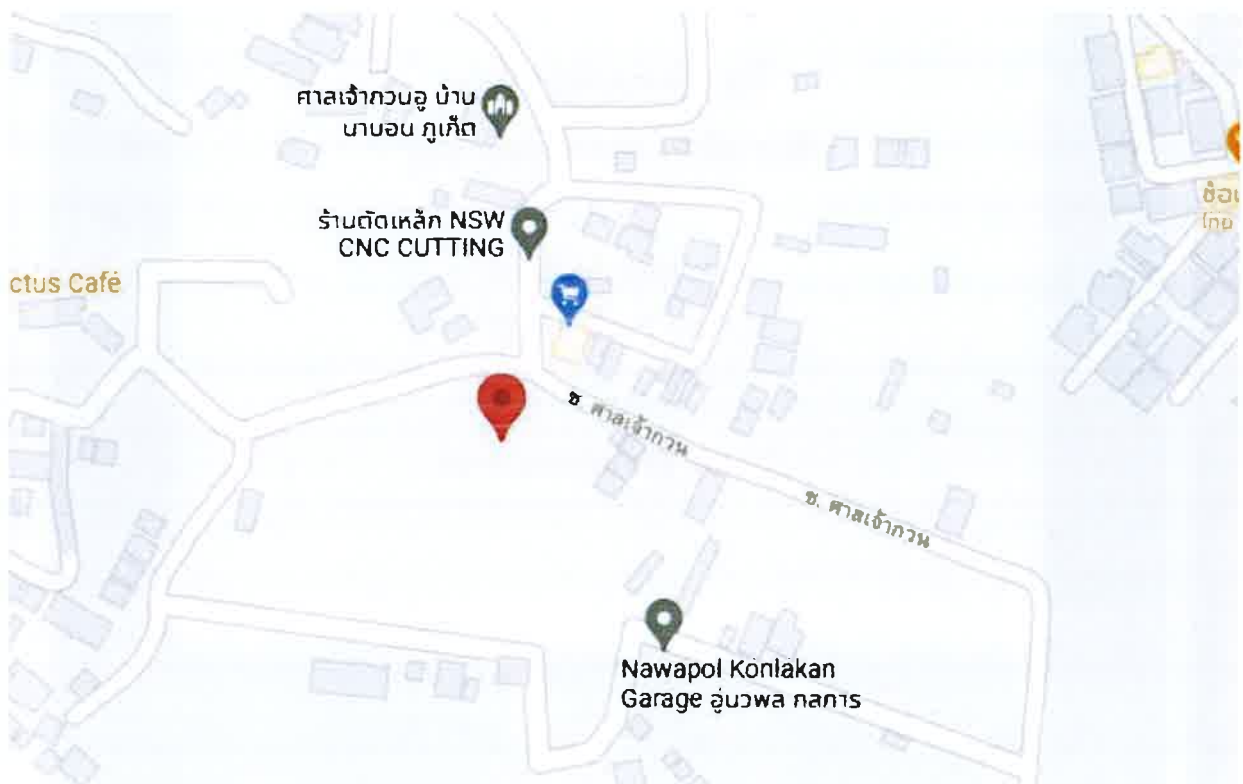 ศาลเจ้ากวนอู บ้าน
นาบอน ภูเก็ต
ร้านตัดเหล็ก NSW
CNC CUTTING
ctus Café
ซ. ศาลเจ้ากวน
ซ. ศาลเจ้ากวน
Nawapol Konlakan
Garage อู่นวพล กลการ
ไทย